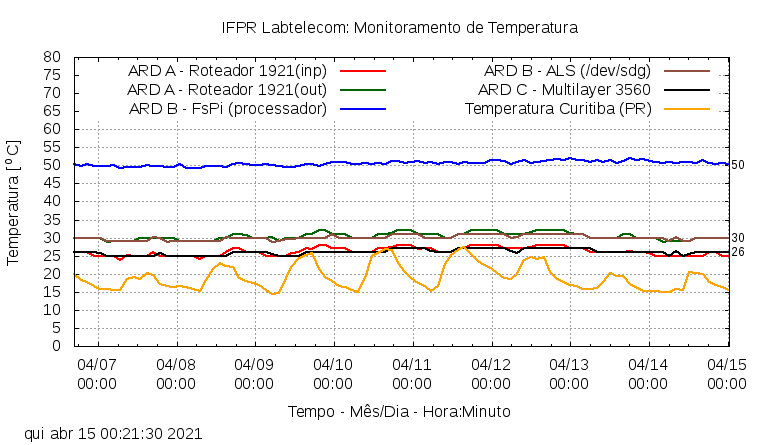 IFPR Labtelecom: Monitoramento de Temperatura
ARD A - Roteador 1921(inp)
ARD A - Roteador 1921(out)
ARD B - FsPi (processador)
ARD B - ALS (/dev/sdg)
ARD C - Multilayer 3560
Temperatura Curitiba (PR)
Temperatura [ºC]
80
75
70
65
60
55
50
45
40
35
30
25
20
15
10
5
0
50
30
26
04/07 04/08 04/09 04/10 04/11 04/12 04/13 04/14 04/15
00:00 00:00 00:00 00:00 00:00 00:00 00:00 00:00 00:00
Tempo - Mês/Dia - Hora:Minuto
qui abr 15 00:21:30 2021